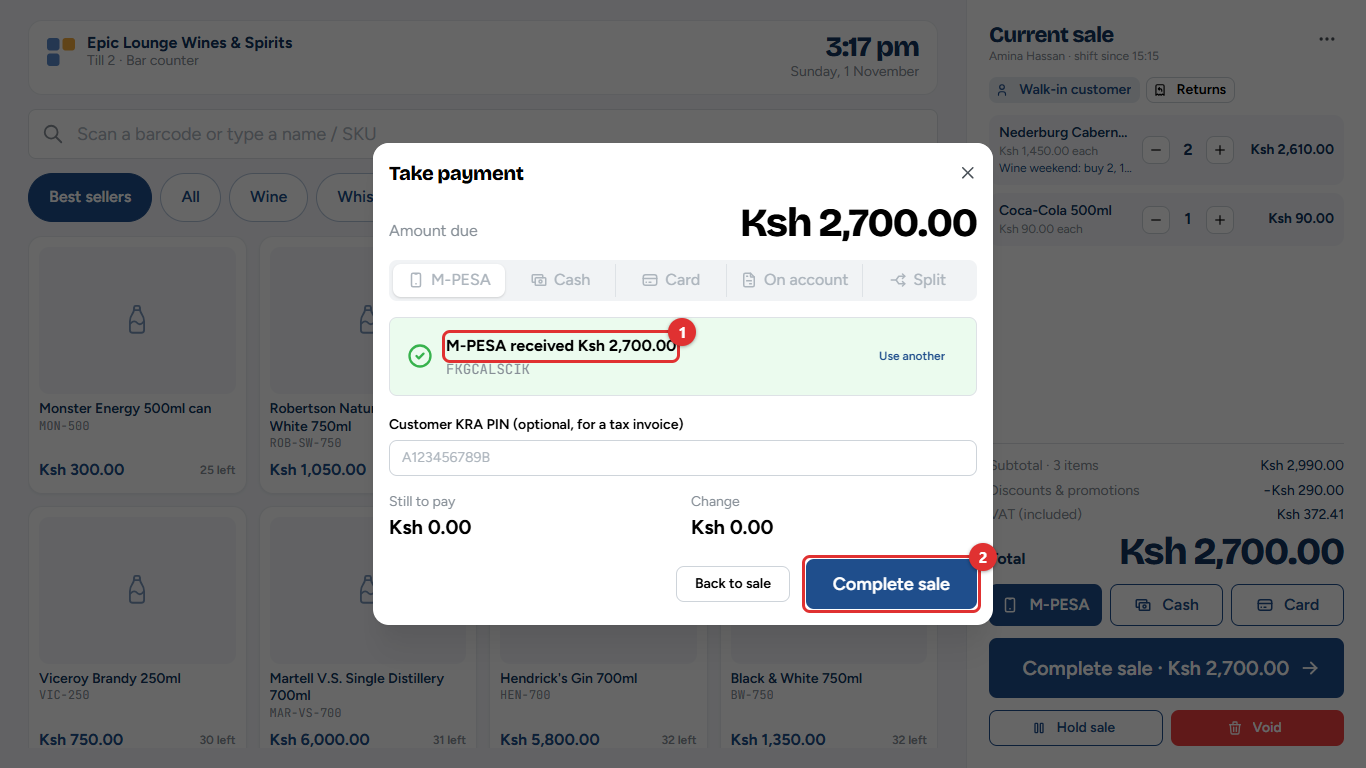 Epic Lounge Wines & Spirits
Till 2 · Bar counter
3:17 pm
Sunday, 1 November
Scan a barcode or type a name / SKU
Best sellers
All
Wine
Whis
Monster Energy 500ml can
MON-500
Ksh 300.00
25 left
Robertson Natu
White 750ml
ROB-SW-750
Ksh 1,050.00
Viceroy Brandy 250ml
VIC-250
Ksh 750.00
30 left
Martell V.S. Single Distillery
700ml
MAR-VS-700
Ksh 6,000.00
31 left
Hendrick's Gin 700ml
HEN-700
Ksh 5,800.00
32 left
Black & White 750ml
BW-750
Ksh 1,350.00
32 left
Take payment
Amount due
Ksh 2,700.00
M-PESA
Cash
Card
On account
Split
1
M-PESA received Ksh 2,700.00
FKGCALSCIK
Use another
Customer KRA PIN (optional, for a tax invoice)
A123456789B
Still to pay
Ksh 0.00
Change
Ksh 0.00
Back to sale
2
Complete sale
Current sale
Amina Hassan · shift since 15:15
Walk-in customer
Returns
Nederburg Cabern...
Ksh 1,450.00 each
Wine weekend: buy 2, 1...
2
Ksh 2,610.00
Coca-Cola 500ml
Ksh 90.00 each
1
Ksh 90.00
Subtotal · 3 items
Ksh 2,990.00
Discounts & promotions
−Ksh 290.00
VAT (included)
Ksh 372.41
Total
Ksh 2,700.00
M-PESA
Cash
Card
Complete sale · Ksh 2,700.00
Hold sale
Void